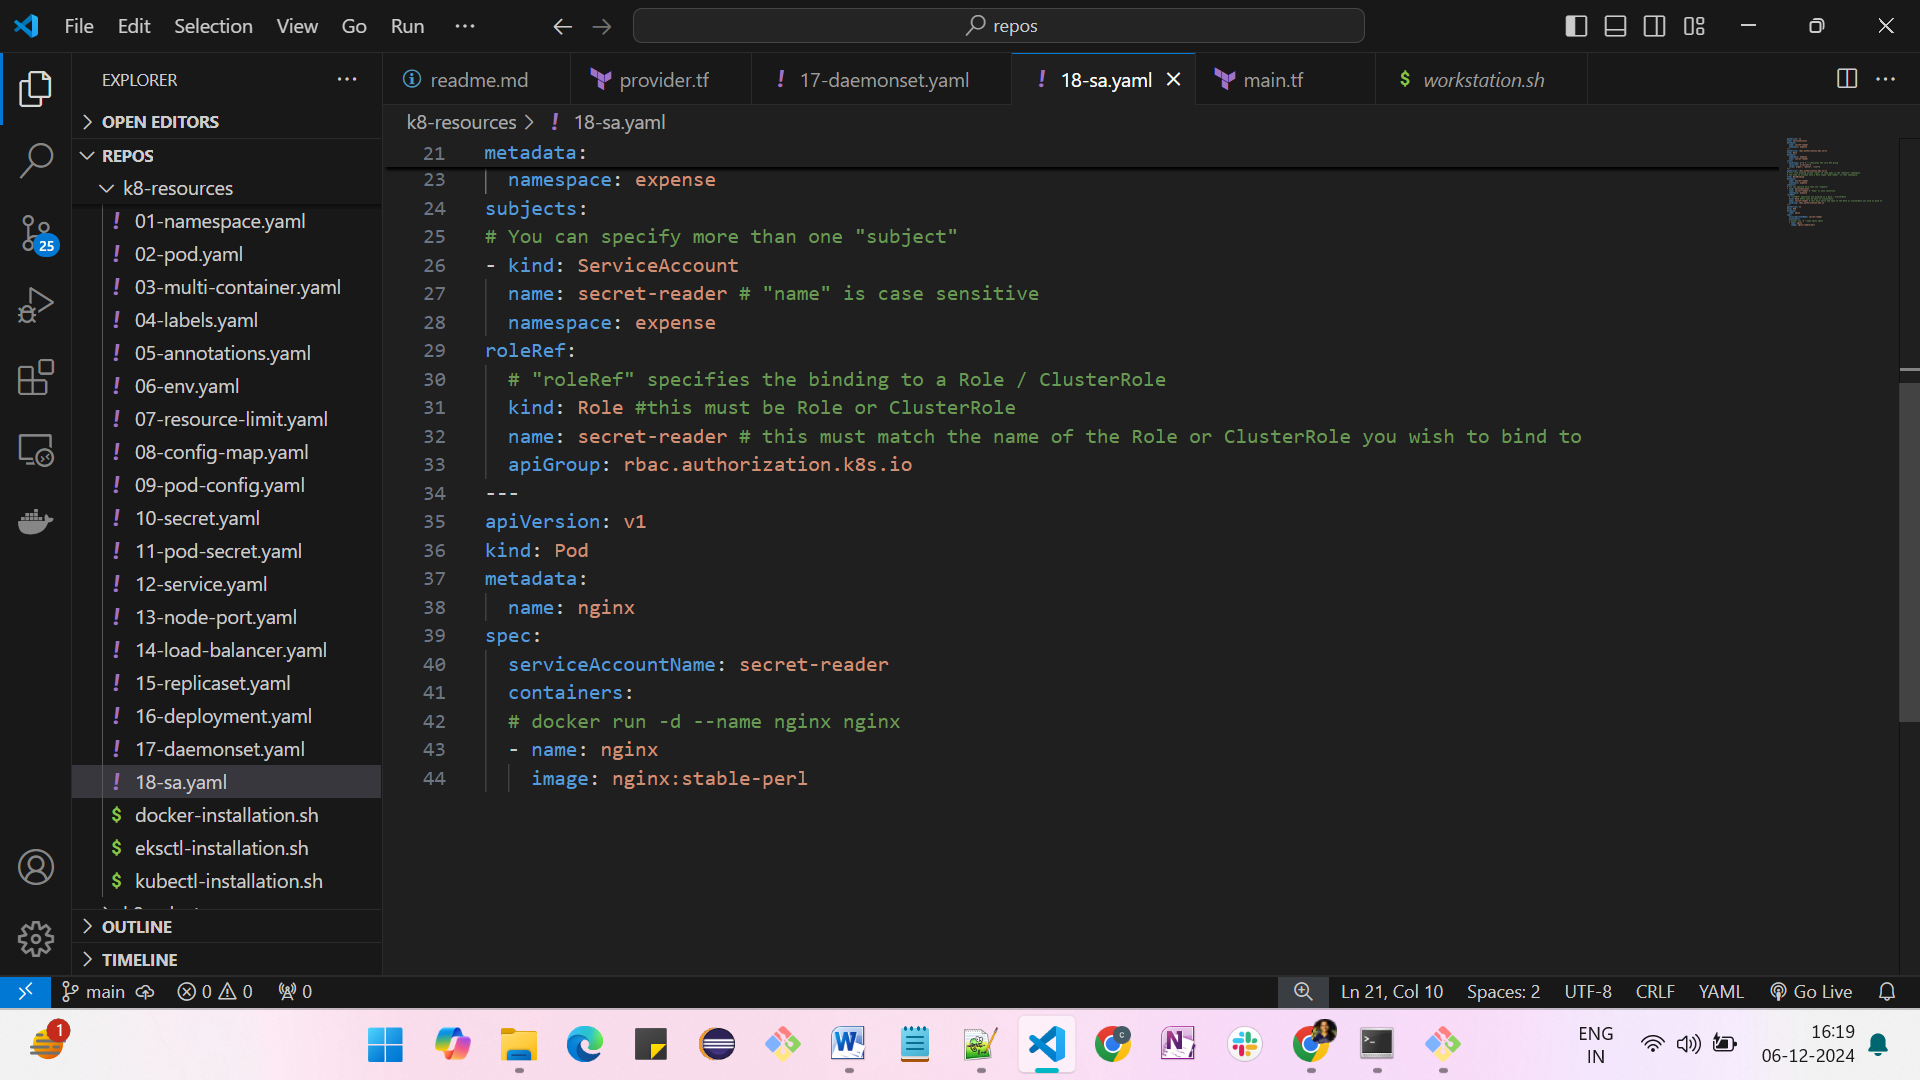 File Edit Selection View Go Run ...
repos
EXPLORER
readme.md
provider.tf
17-daemonset.yaml
18-sa.yaml
main.tf
workstation.sh
OPEN EDITORS
REPOS
k8-resources
01-namespace.yaml
02-pod.yaml
03-multi-container.yaml
04-labels.yaml
05-annotations.yaml
06-env.yaml
07-resource-limit.yaml
08-config-map.yaml
09-pod-config.yaml
10-secret.yaml
11-pod-secret.yaml
12-service.yaml
13-node-port.yaml
14-load-balancer.yaml
15-replicaset.yaml
16-deployment.yaml
17-daemonset.yaml
18-sa.yaml
docker-installation.sh
eksctl-installation.sh
kubectl-installation.sh
OUTLINE
TIMELINE
25
k8-resources > ! 18-sa.yaml
21 metadata:
23 namespace: expense
24 subjects:
25 # You can specify more than one "subject"
26 - kind: ServiceAccount
27 name: secret-reader # "name" is case sensitive
28 namespace: expense
29 roleRef:
30 # "roleRef" specifies the binding to a Role / ClusterRole
31 kind: Role #this must be Role or ClusterRole
32 name: secret-reader # this must match the name of the Role or ClusterRole you wish to bind to
33 apiGroup: rbac.authorization.k8s.io
34 ---
35 apiVersion: v1
36 kind: Pod
37 metadata:
38 name: nginx
39 spec:
40 serviceAccountName: secret-reader
41 containers:
42 # docker run -d --name nginx nginx
43 - name: nginx
44 image: nginx:stable-perl
main 0 0 0 Ln 21, Col 10 Spaces: 2 UTF-8 CRLF YAML Go Live
1
ENG
IN
16:19
06-12-2024